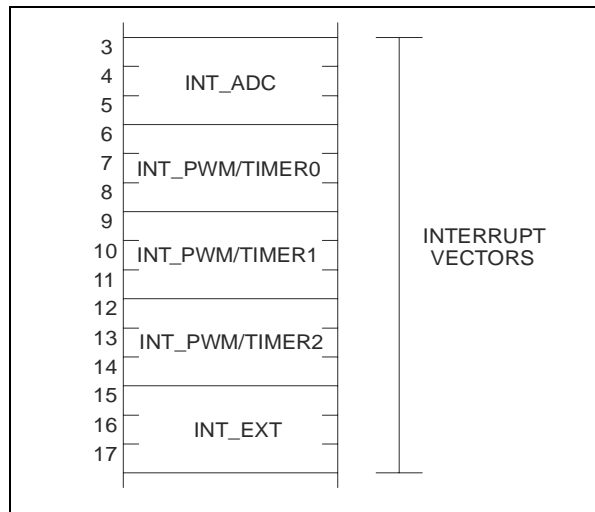 3
4
INT_ADC
5
6
7
INT_PWM/TIMER0
8
9
10
INT_PWM/TIMER1
11
12
13
INT_PWM/TIMER2
14
15
16
INT_EXT
17
INTERRUPT
VECTORS